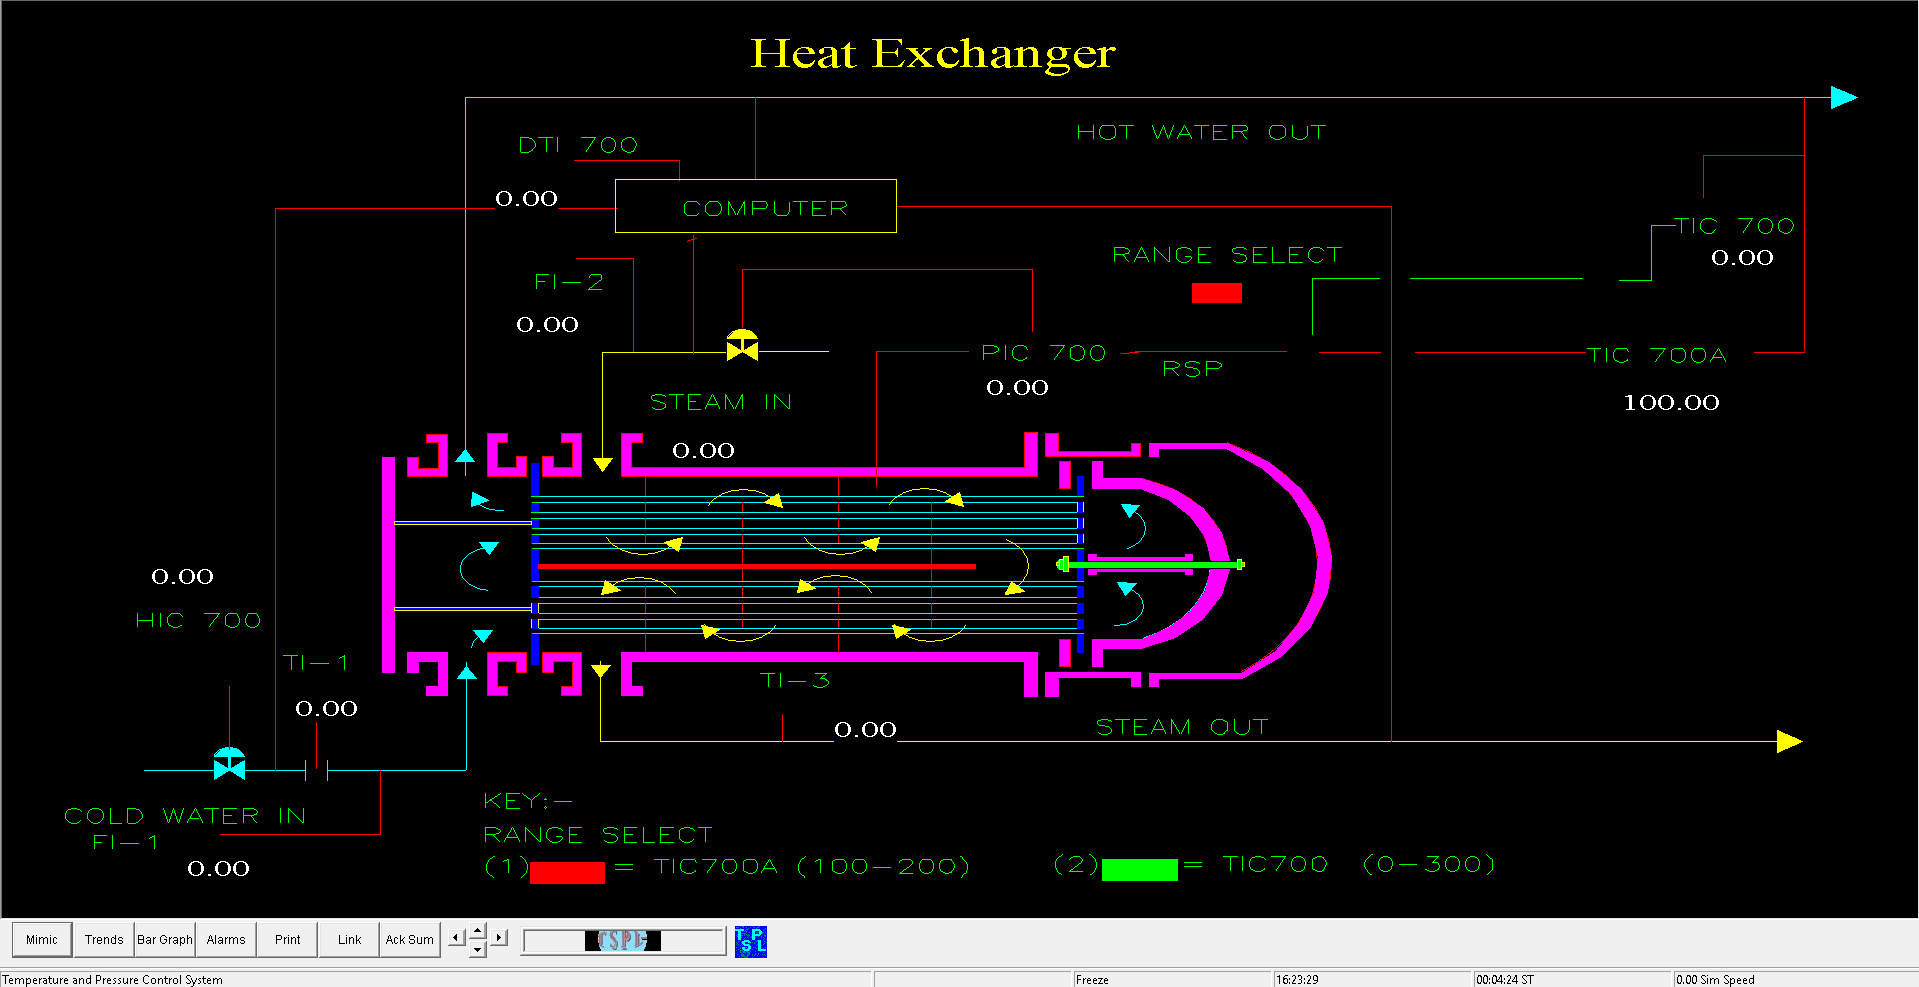 Heat Exchanger
HOT WATER OUT
DTI 700
0.00
COMPUTER
TIC 700
0.00
RANGE SELECT
FI-2
0.00
PIC 700
0.00
RSP
TIC 700A
100.00
STEAM IN
0.00
0.00
HIC 700
TI-1
0.00
TI-3
0.00
STEAM OUT
COLD WATER IN
FI-1
0.00
KEY:-
RANGE SELECT
(1) = TIC700A (100-200)
(2) = TIC700 (0-300)
Mimic Trends Bar Graph Alarms Print Link Ack Sum
TPSL
Temperature and Pressure Control System Freeze 16:23:29 00:04:24 ST 0.00 Sim Speed